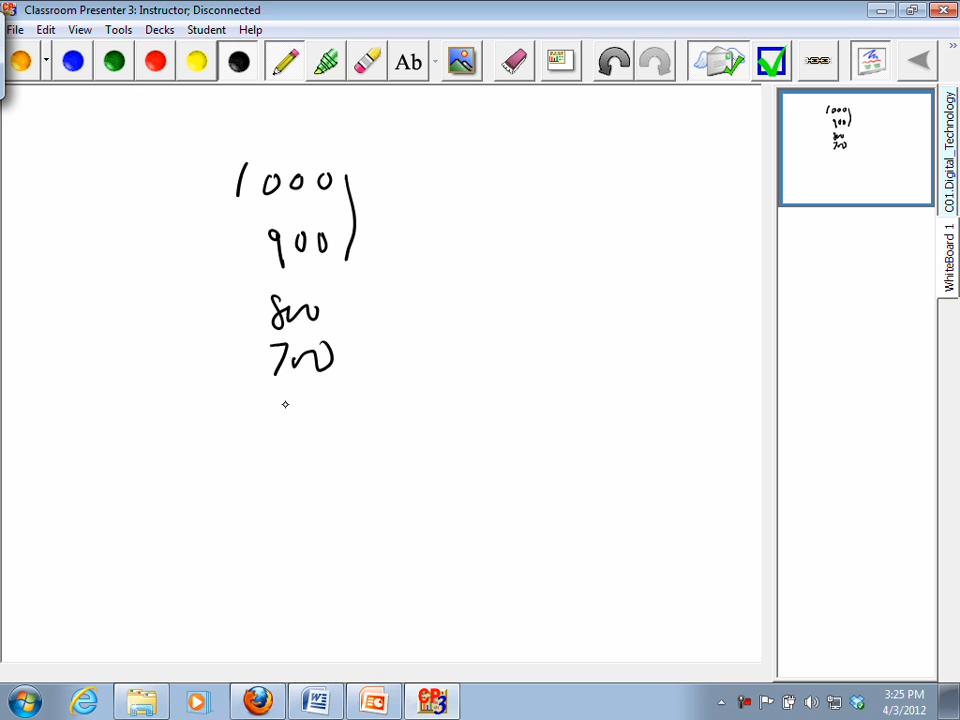 Classroom Presenter 3: Instructor; Disconnected
File Edit View Tools Decks Student Help
Ab
1000
900
800
700
C01.Digital_Technology
WhiteBoard 1
3:25 PM
4/3/2012